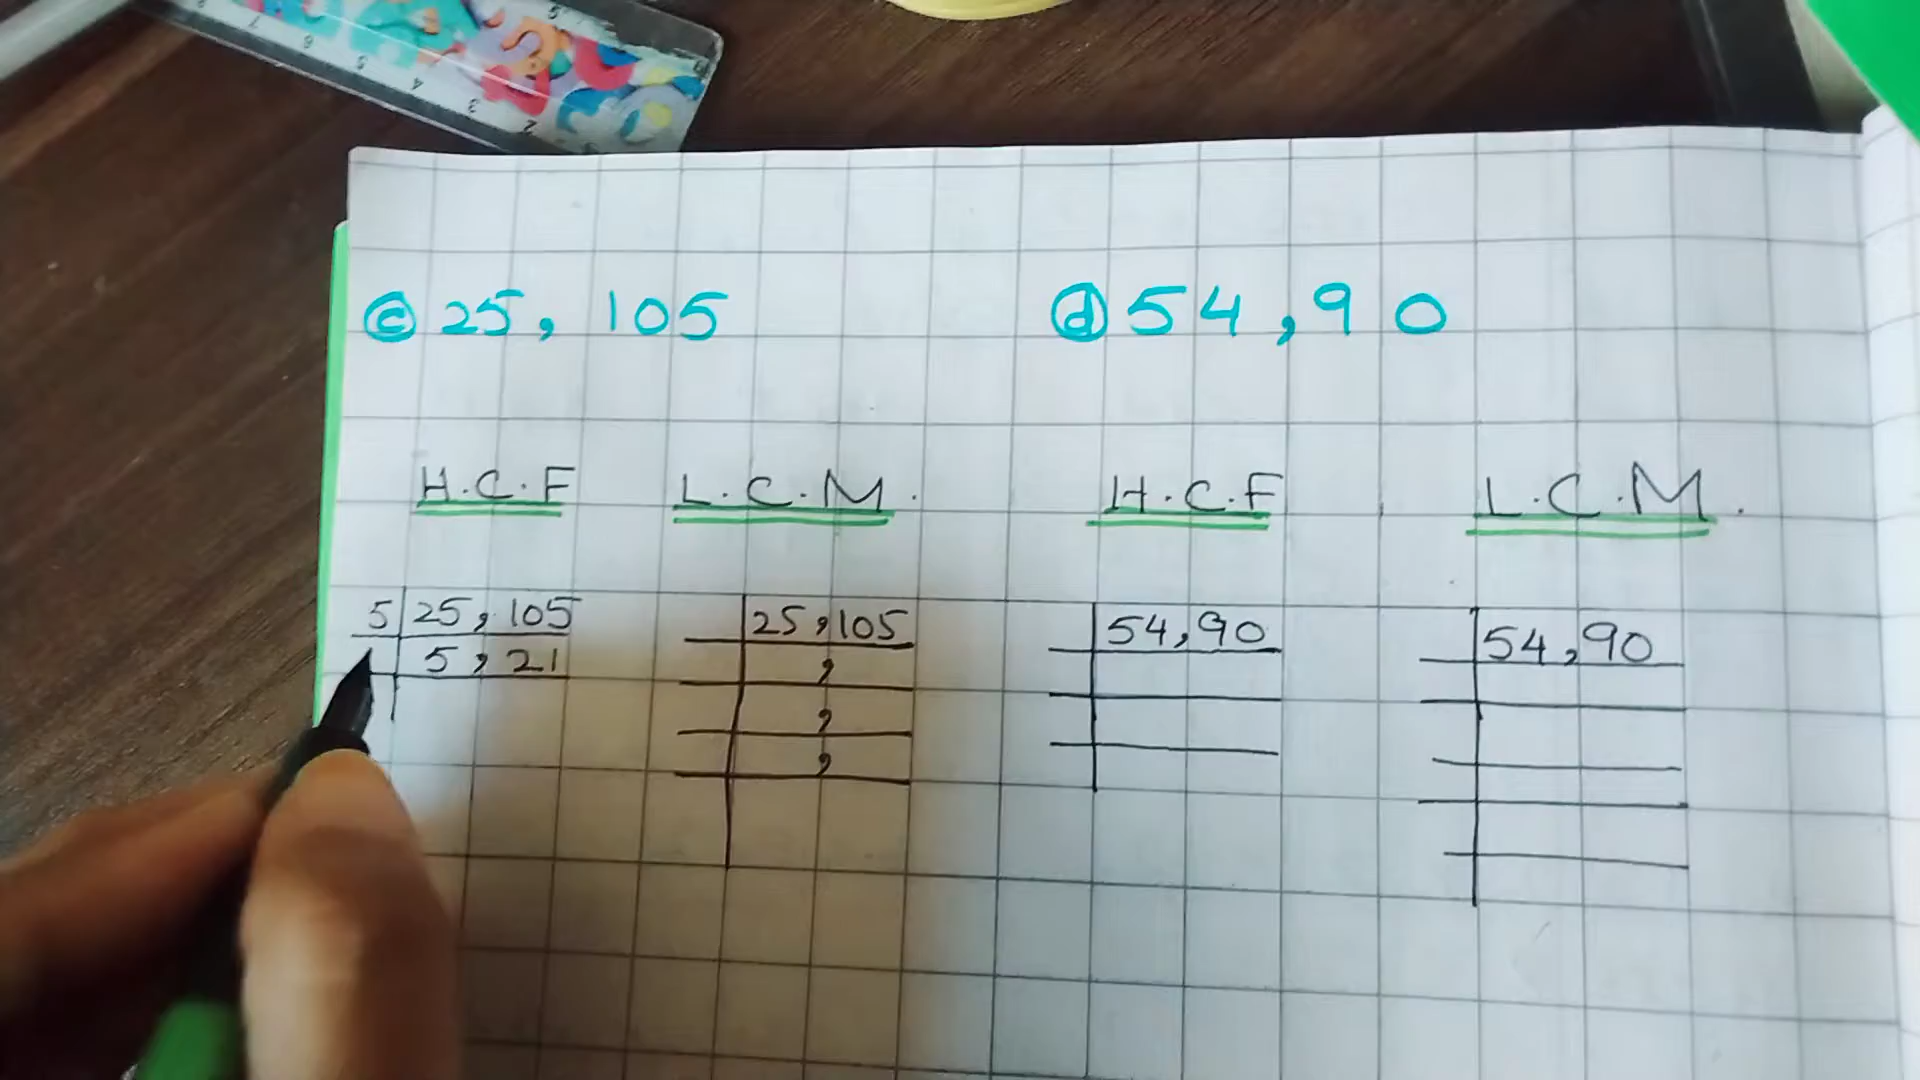 ⓒ 25, 105
ⓓ 54, 90
H.C.F
L.C.M.
H.C.F
L.C.M.
5 25, 105
5, 21
25, 105
,
,
,
54, 90
54, 90